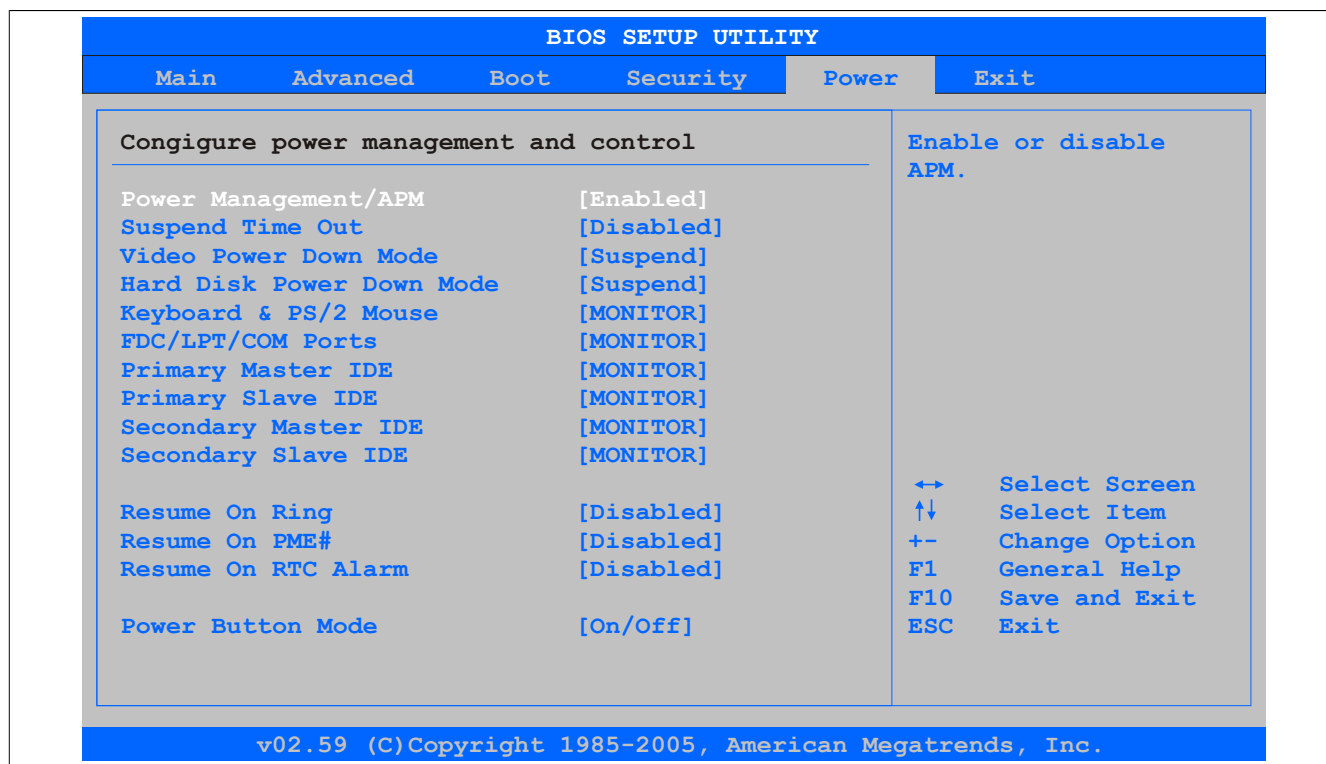 BIOS SETUP UTILITY
Main Advanced Boot Security Power Exit
Congigure power management and control
Power Management/APM [Enabled]
Suspend Time Out [Disabled]
Video Power Down Mode [Suspend]
Hard Disk Power Down Mode [Suspend]
Keyboard & PS/2 Mouse [MONITOR]
FDC/LPT/COM Ports [MONITOR]
Primary Master IDE [MONITOR]
Primary Slave IDE [MONITOR]
Secondary Master IDE [MONITOR]
Secondary Slave IDE [MONITOR]
Resume On Ring [Disabled]
Resume On PME# [Disabled]
Resume On RTC Alarm [Disabled]
Power Button Mode [On/Off]
Enable or disable
APM.
←→ Select Screen
↑↓ Select Item
+- Change Option
F1 General Help
F10 Save and Exit
ESC Exit
v02.59 (C)Copyright 1985-2005, American Megatrends, Inc.